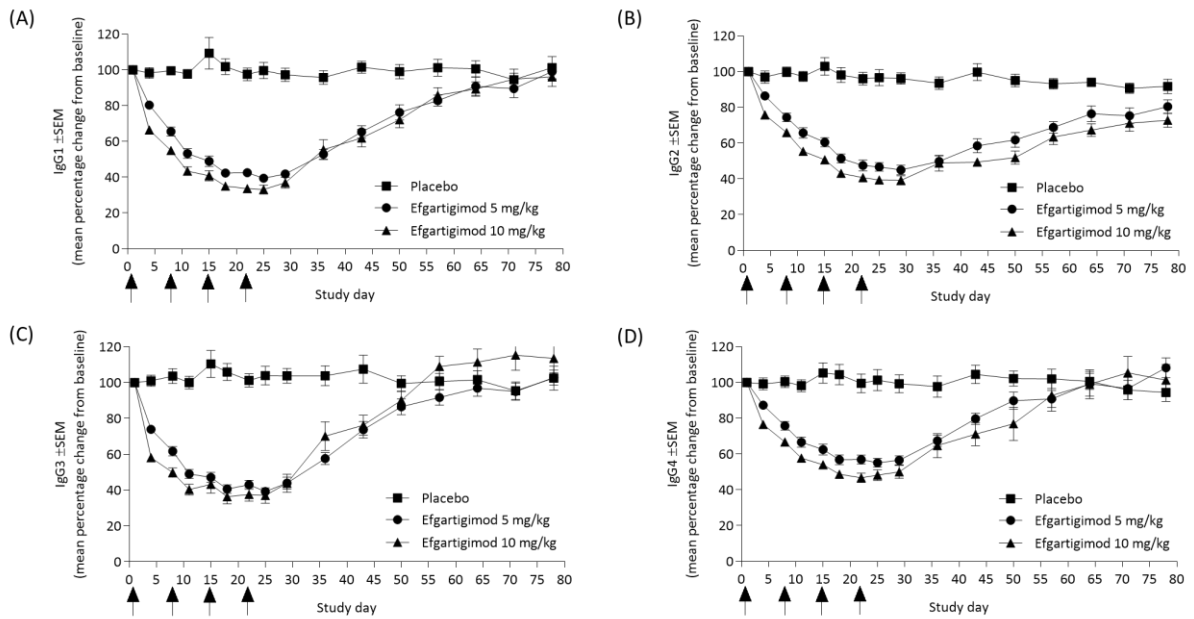 (A)
IgG1 ±SEM
(mean percentage change from baseline)
120
100
80
60
40
20
0
0 5 10 15 20 25 30 35 40 45 50 55 60 65 70 75 80
Placebo
Efgartigimod 5 mg/kg
Efgartigimod 10 mg/kg
Study day
(B)
IgG2 ±SEM
(mean percentage change from baseline)
120
100
80
60
40
20
0
0 5 10 15 20 25 30 35 40 45 50 55 60 65 70 75 80
Placebo
Efgartigimod 5 mg/kg
Efgartigimod 10 mg/kg
Study day
(C)
IgG3 ±SEM
(mean percentage change from baseline)
120
100
80
60
40
20
0
0 5 10 15 20 25 30 35 40 45 50 55 60 65 70 75 80
Placebo
Efgartigimod 5 mg/kg
Efgartigimod 10 mg/kg
Study day
(D)
IgG4 ±SEM
(mean percentage change from baseline)
120
100
80
60
40
20
0
0 5 10 15 20 25 30 35 40 45 50 55 60 65 70 75 80
Placebo
Efgartigimod 5 mg/kg
Efgartigimod 10 mg/kg
Study day